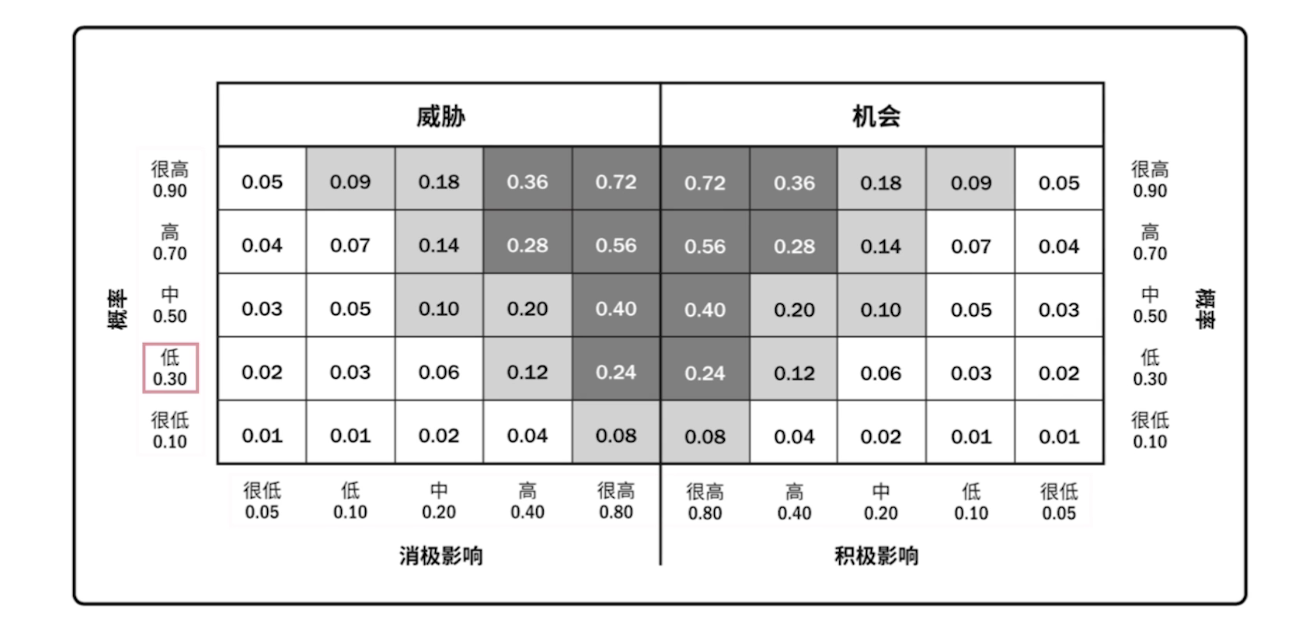 威胁 机会
很高 很高
0.90 0.05 0.09 0.18 0.36 0.72 0.72 0.36 0.18 0.09 0.05 0.90
高 高
0.70 0.04 0.07 0.14 0.28 0.56 0.56 0.28 0.14 0.07 0.04 0.70
概率 中 中 概率
0.50 0.03 0.05 0.10 0.20 0.40 0.40 0.20 0.10 0.05 0.03 0.50
低 低
0.30 0.02 0.03 0.06 0.12 0.24 0.24 0.12 0.06 0.03 0.02 0.30
很低 很低
0.10 0.01 0.01 0.02 0.04 0.08 0.08 0.04 0.02 0.01 0.01 0.10
很低 低 中 高 很高 很高 高 中 低 很低
0.05 0.10 0.20 0.40 0.80 0.80 0.40 0.20 0.10 0.05
消极影响 积极影响